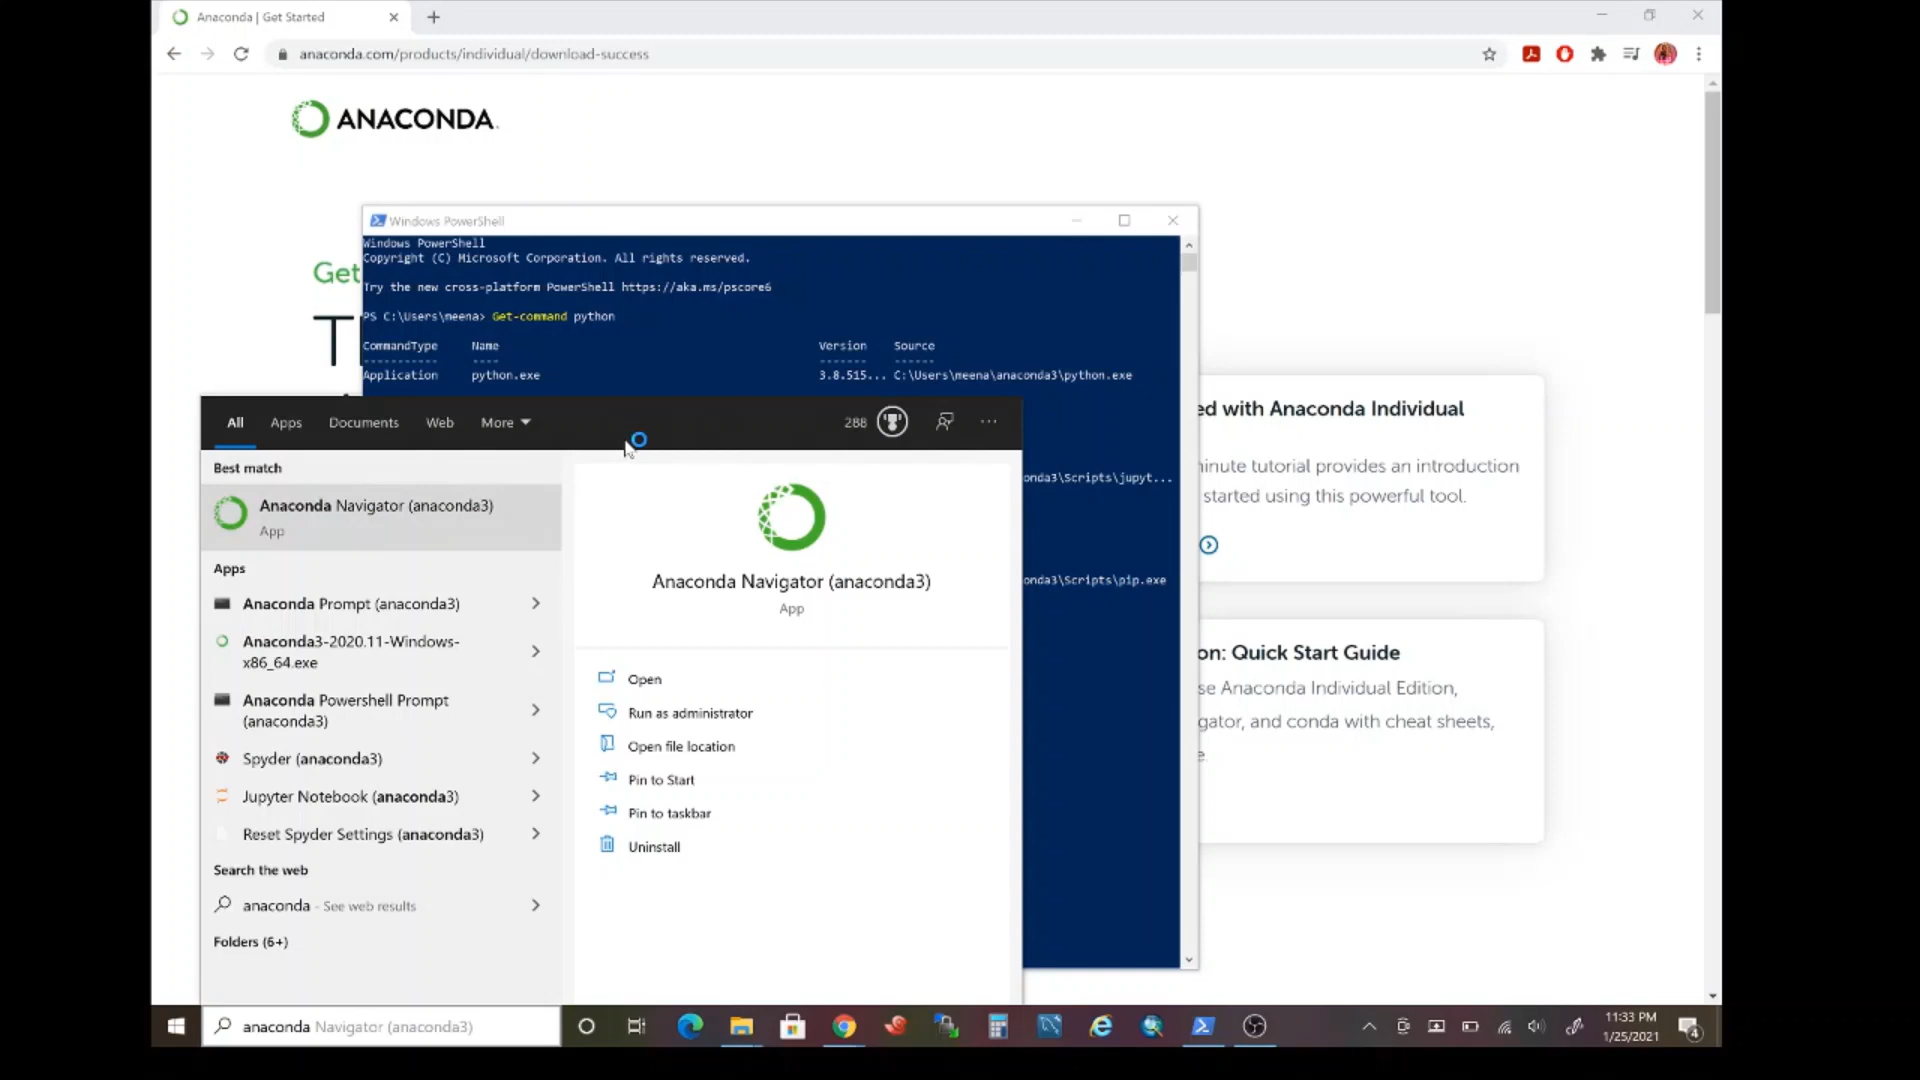 Anaconda | Get Started
anaconda.com/products/individual/download-success
ANACONDA.
Get
T
Windows PowerShell
Windows PowerShell
Copyright (C) Microsoft Corporation. All rights reserved.
Try the new cross-platform PowerShell https://aka.ms/pscore6
PS C:\Users\meena> Get-command python
CommandType Name Version Source
----------- ---- ------- ------
Application python.exe 3.8.515... C:\Users\meena\anaconda3\python.exe
onda3\Scripts\jupyt...
onda3\Scripts\pip.exe
ed with Anaconda Individual
inute tutorial provides an introduction
started using this powerful tool.
on: Quick Start Guide
se Anaconda Individual Edition,
gator, and conda with cheat sheets,
e.
All Apps Documents Web More 288 ...
Best match
Anaconda Navigator (anaconda3)
App
Apps
Anaconda Prompt (anaconda3)
Anaconda3-2020.11-Windows-
x86_64.exe
Anaconda Powershell Prompt
(anaconda3)
Spyder (anaconda3)
Jupyter Notebook (anaconda3)
Reset Spyder Settings (anaconda3)
Search the web
anaconda - See web results
Folders (6+)
Anaconda Navigator (anaconda3)
App
Open
Run as administrator
Open file location
Pin to Start
Pin to taskbar
Uninstall
anaconda Navigator (anaconda3)
11:33 PM
1/25/2021
4